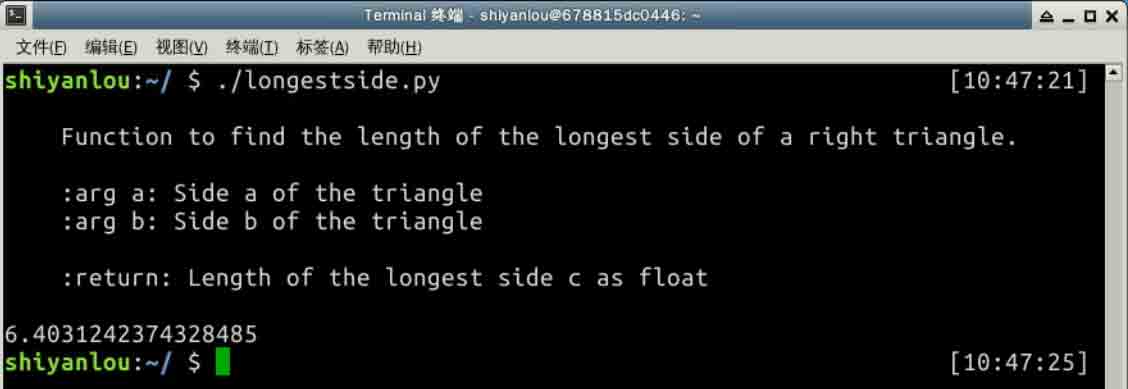 Terminal 终端 - shiyanlou@678815dc0446: ~
文件(F) 编辑(E) 视图(V) 终端(T) 标签(A) 帮助(H)
shiyanlou:~/ $ ./longestside.py [10:47:21]
Function to find the length of the longest side of a right triangle.
:arg a: Side a of the triangle
:arg b: Side b of the triangle
:return: Length of the longest side c as float
6.4031242374328485
shiyanlou:~/ $ [10:47:25]